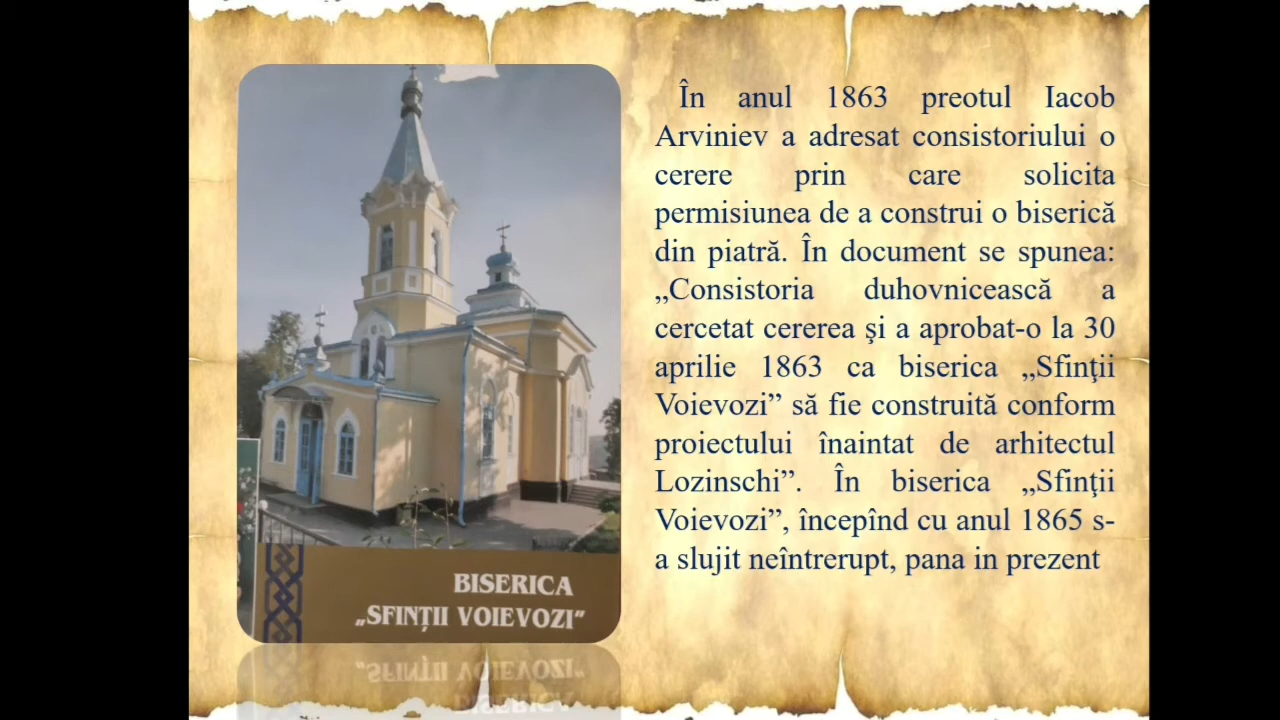 În anul 1863 preotul Iacob
Arviniev a adresat consistoriului o
cerere prin care solicita
permisiunea de a construi o biserică
din piatră. În document se spunea:
„Consistoria duhovnicească a
cercetat cererea şi a aprobat-o la 30
aprilie 1863 ca biserica „Sfinţii
Voievozi” să fie construită conform
proiectului înaintat de arhitectul
Lozinschi”. În biserica „Sfinţii
Voievozi”, începînd cu anul 1865 s-
a slujit neîntrerupt, pana in prezent
BISERICA
„SFINȚII VOIEVOZI”